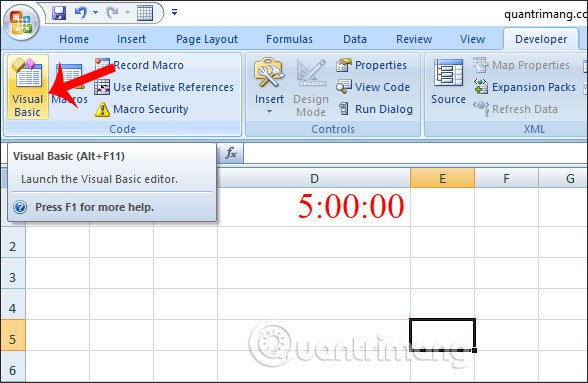 quantrimang.co
Home Insert Page Layout Formulas Data Review View Developer
Visual Basic
Macros
Record Macro
Use Relative References
Macro Security
Code
Insert
Design Mode
Properties
View Code
Run Dialog
Controls
Source
Map Properties
Expansion Packs
Refresh Data
XML
Visual Basic (Alt+F11)
Launch the Visual Basic editor.
Press F1 for more help.
fx
D E F G
5:00:00
2
3
4
5
6
Quantrimang